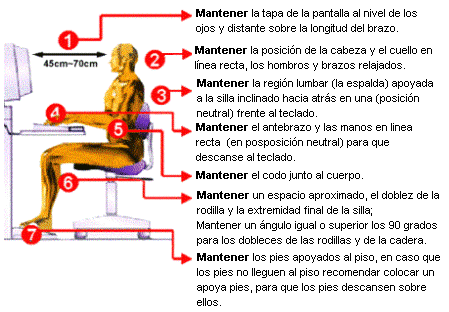 Mantener la tapa de la pantalla al nivel de los
ojos y distante sobre la longitud del brazo.
1
45cm~70cm
Mantener la posición de la cabeza y el cuello en
línea recta, los hombros y brazos relajados.
2
Mantener la región lumbar (la espalda) apoyada
a la silla inclinado hacia atrás en una (posición
neutral) frente al teclado.
3
Mantener el antebrazo y las manos en linea
recta (en posposición neutral) para que
descanse al teclado.
4
Mantener el codo junto al cuerpo.
5
Mantener un espacio aproximado, el doblez de la
rodilla y la extremidad final de la silla;
Mantener un ángulo igual o superior los 90 grados
para los dobleces de las rodillas y de la cadera.
6
Mantener los pies apoyados al piso, en caso que
los pies no lleguen al piso recomendar colocar un
apoya pies, para que los pies descansen sobre
ellos.
7